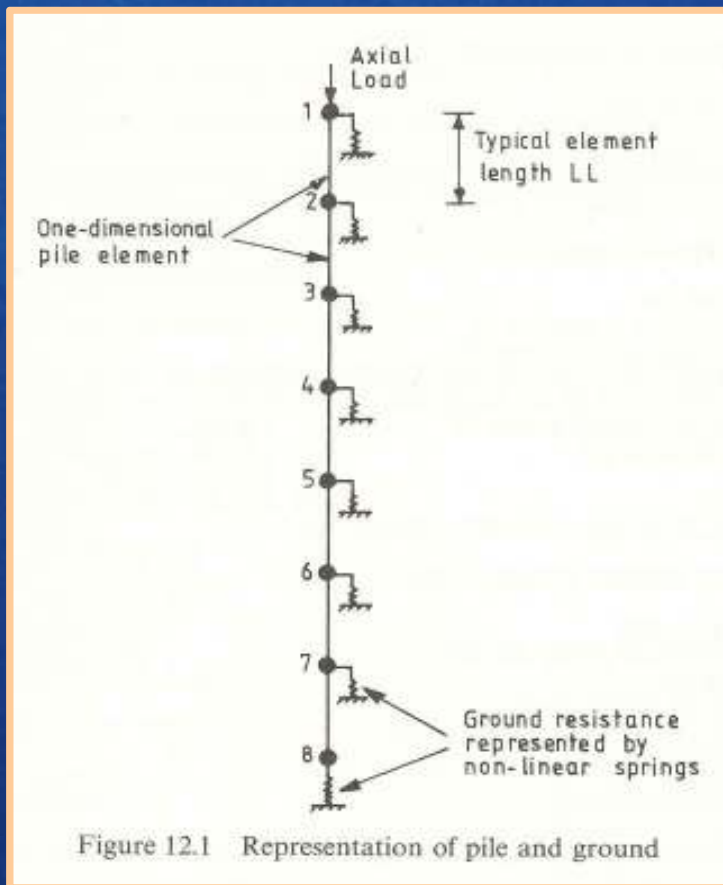 Axial
Load
1
Typical element
length LL
2
One-dimensional
pile element
3
4
5
6
7
Ground resistance
represented by
non-linear springs
8
Figure 12.1 Representation of pile and ground